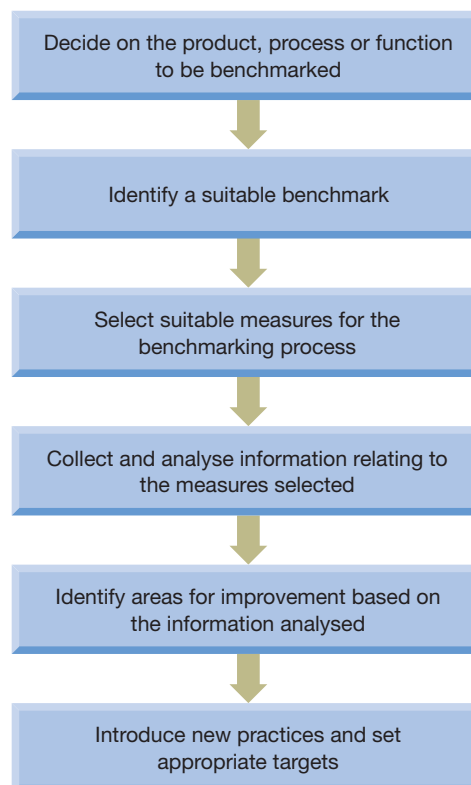 Decide on the product, process or function
to be benchmarked
Identify a suitable benchmark
Select suitable measures for the
benchmarking process
Collect and analyse information relating to
the measures selected
Identify areas for improvement based on
the information analysed
Introduce new practices and set
appropriate targets